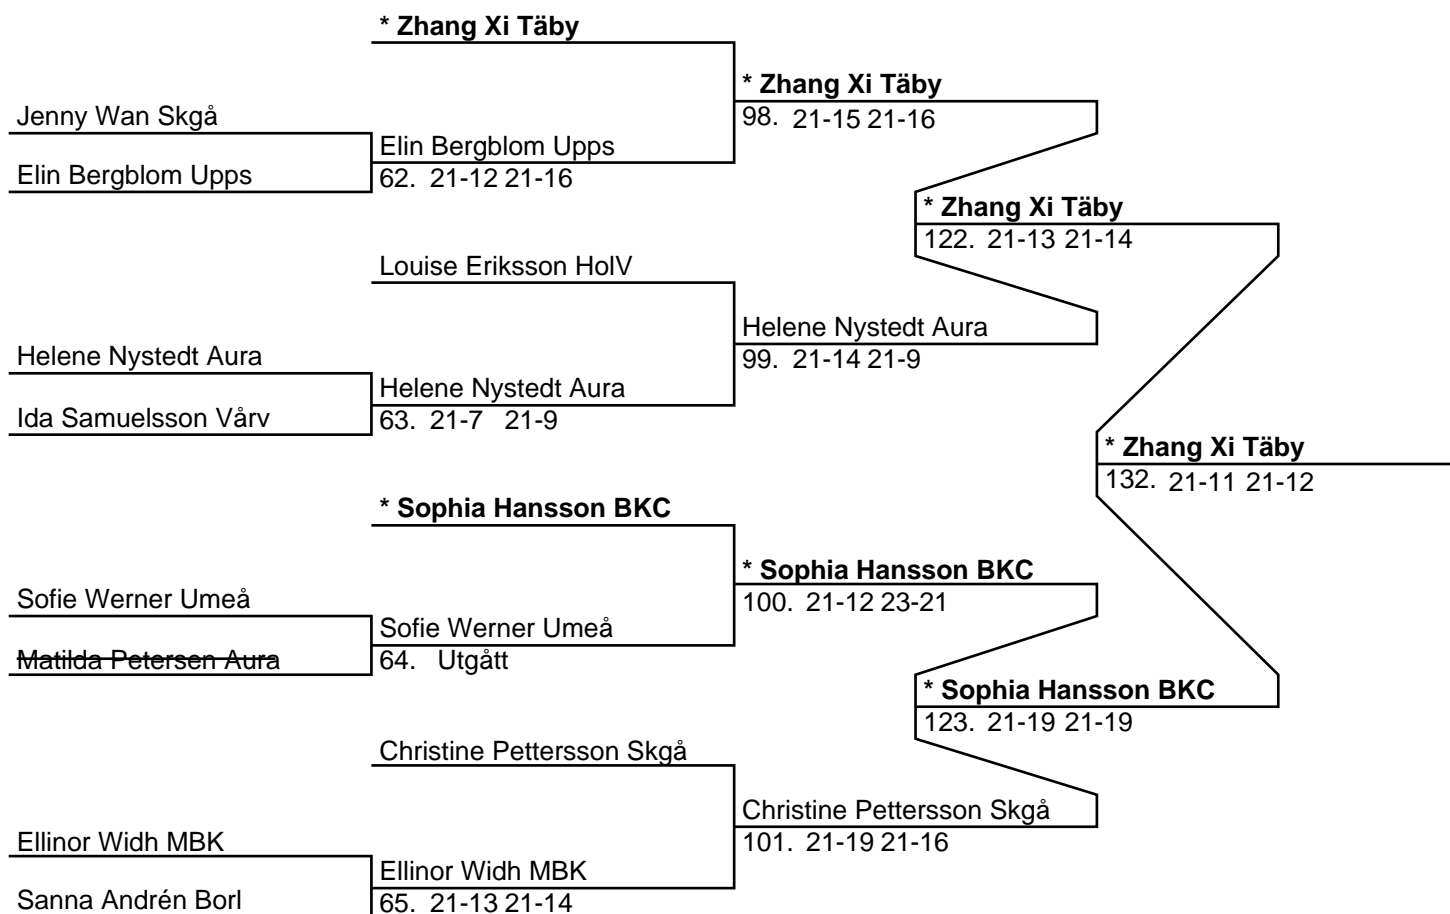 * Zhang Xi Täby
* Zhang Xi Täby
Jenny Wan Skgå
98. 21-15 21-16
Elin Bergblom Upps
Elin Bergblom Upps
62. 21-12 21-16
* Zhang Xi Täby
122. 21-13 21-14
Louise Eriksson HolV
Helene Nystedt Aura
Helene Nystedt Aura
99. 21-14 21-9
Helene Nystedt Aura
Ida Samuelsson Vårv
63. 21-7 21-9
* Zhang Xi Täby
132. 21-11 21-12
* Sophia Hansson BKC
* Sophia Hansson BKC
Sofie Werner Umeå
100. 21-12 23-21
Sofie Werner Umeå
Matilda Petersen Aura
64. Utgått
* Sophia Hansson BKC
123. 21-19 21-19
Christine Pettersson Skgå
Christine Pettersson Skgå
Ellinor Widh MBK
101. 21-19 21-16
Ellinor Widh MBK
Sanna Andrén Borl
65. 21-13 21-14